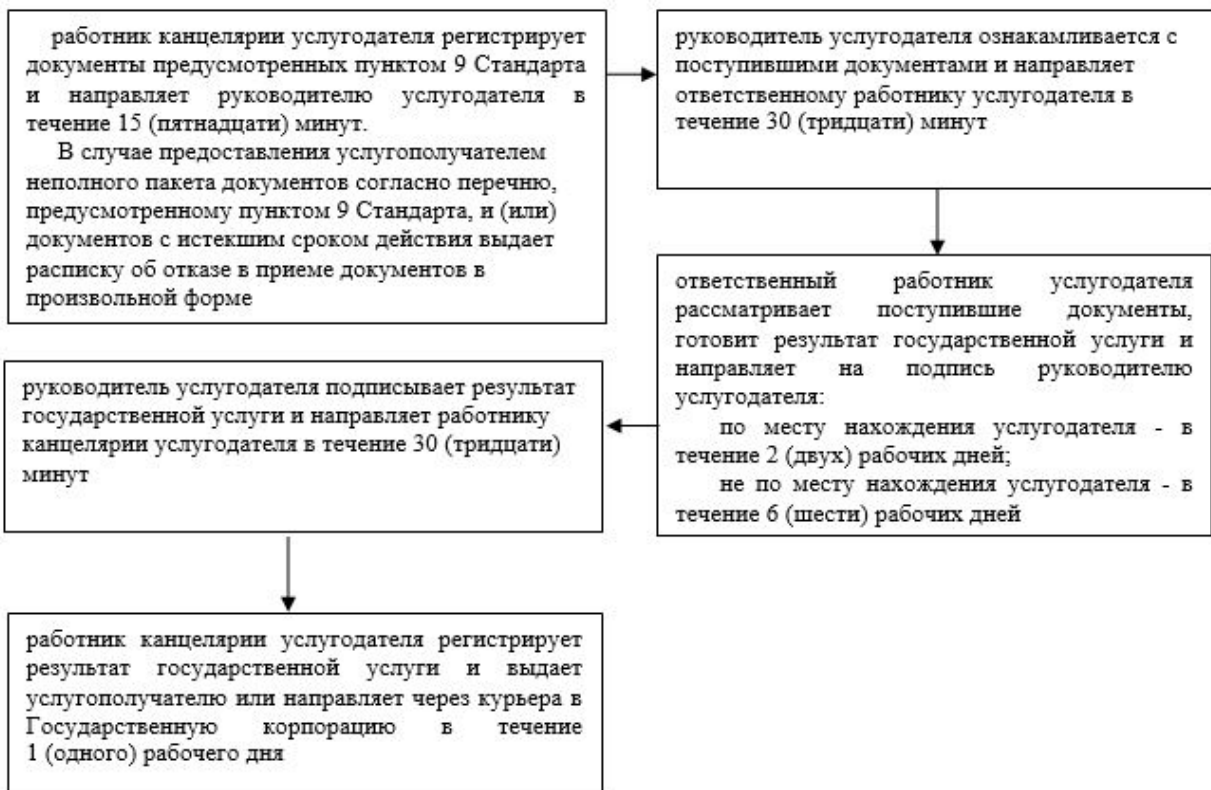 работник канцелярии услугодателя регистрирует
документы предусмотренных пунктом 9 Стандарта
и направляет руководителю услугодателя в
течение 15 (пятнадцати) минут.
В случае предоставления услугополучателем
неполного пакета документов согласно перечню,
предусмотренному пунктом 9 Стандарта, и (или)
документов с истекшим сроком действия выдает
расписку об отказе в приеме документов в
произвольной форме
руководитель услугодателя ознакамливается с
поступившими документами и направляет
ответственному работнику услугодателя в
течение 30 (тридцати) минут
ответственный работник услугодателя
рассматривает поступившие документы,
готовит результат государственной услуги и
направляет на подпись руководителю
услугодателя:
по месту нахождения услугодателя - в
течение 2 (двух) рабочих дней;
не по месту нахождения услугодателя - в
течение 6 (шести) рабочих дней
руководитель услугодателя подписывает результат
государственной услуги и направляет работнику
канцелярии услугодателя в течение 30 (тридцати)
минут
работник канцелярии услугодателя регистрирует
результат государственной услуги и выдает
услугополучателю или направляет через курьера в
Государственную корпорацию в течение
1 (одного) рабочего дня